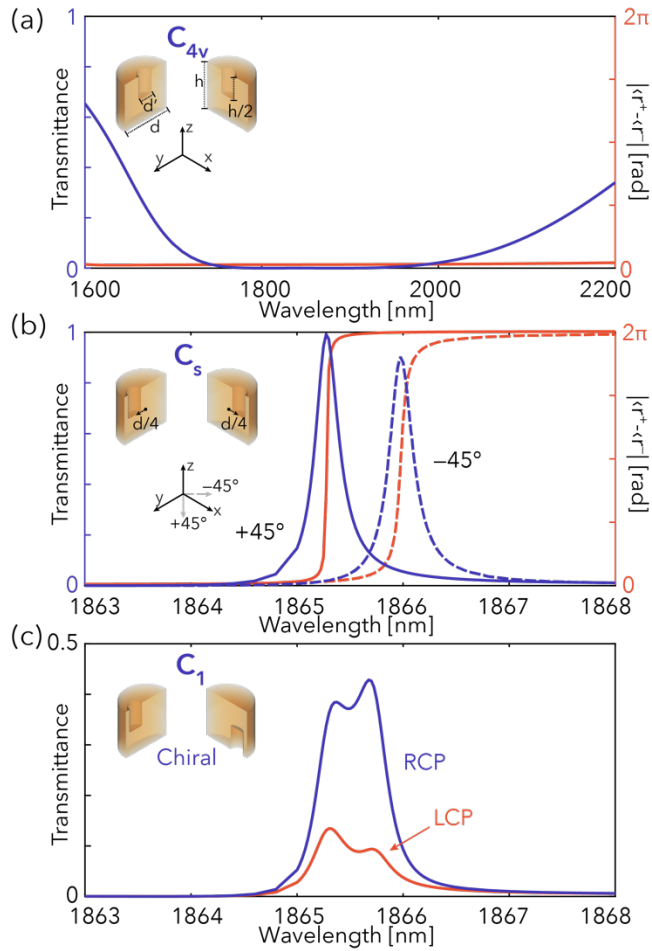 (a)
1
2π
C4v
h
d'
h/2
d
z
y
x
Transmittance
|∢r⁺-∢r⁻| [rad]
0
0
1600
1800
2000
2200
Wavelength [nm]
(b)
1
2π
Cs
d/4
d/4
z
-45°
y
x
+45°
+45°
−45°
Transmittance
|∢r⁺-∢r⁻| [rad]
0
0
1863
1864
1865
1866
1867
1868
Wavelength [nm]
(c)
0.5
C1
Chiral
RCP
LCP
Transmittance
0
1863
1864
1865
1866
1867
1868
Wavelength [nm]